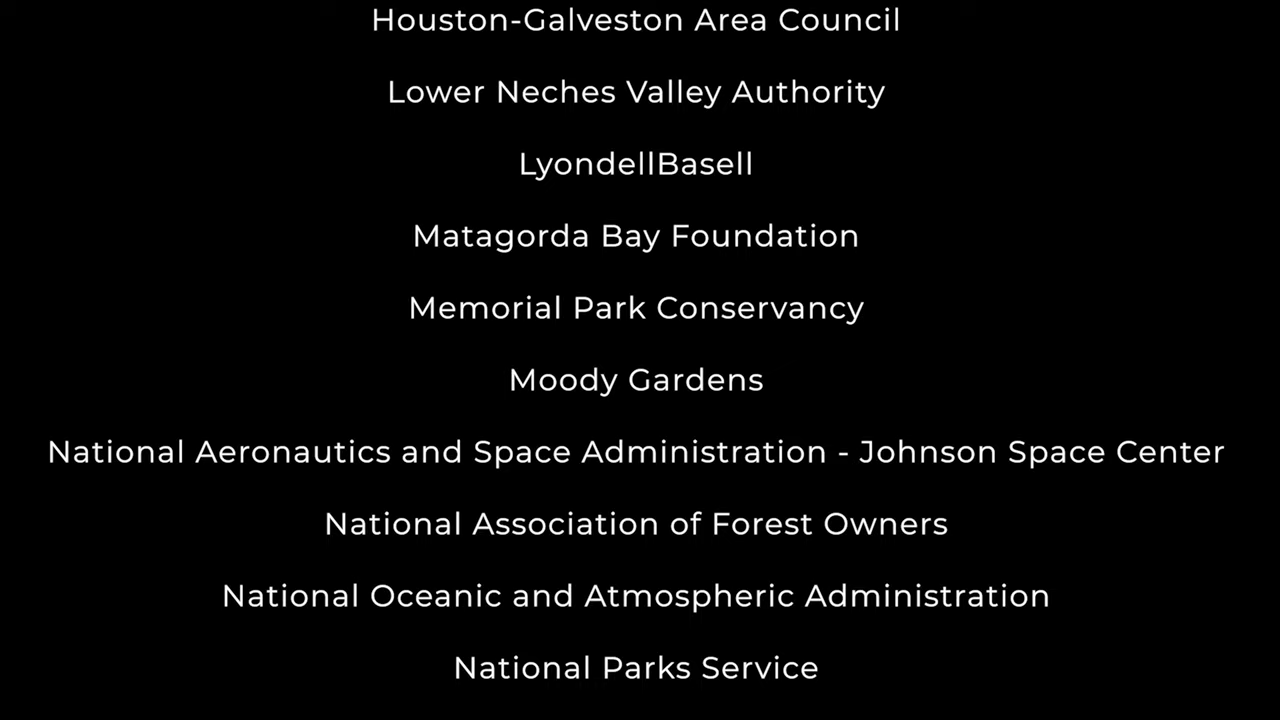 Houston-Galveston Area Council
Lower Neches Valley Authority
LyondellBasell
Matagorda Bay Foundation
Memorial Park Conservancy
Moody Gardens
National Aeronautics and Space Administration - Johnson Space Center
National Association of Forest Owners
National Oceanic and Atmospheric Administration
National Parks Service